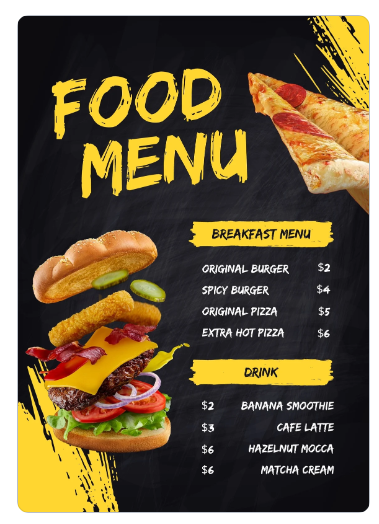 FOOD
MENU
BREAKFAST MENU
ORIGINAL BURGER $2
SPICY BURGER $4
ORIGINAL PIZZA $5
EXTRA HOT PIZZA $6
DRINK
$2 BANANA SMOOTHIE
$3 CAFE LATTE
$6 HAZELNUT MOCCA
$6 MATCHA CREAM